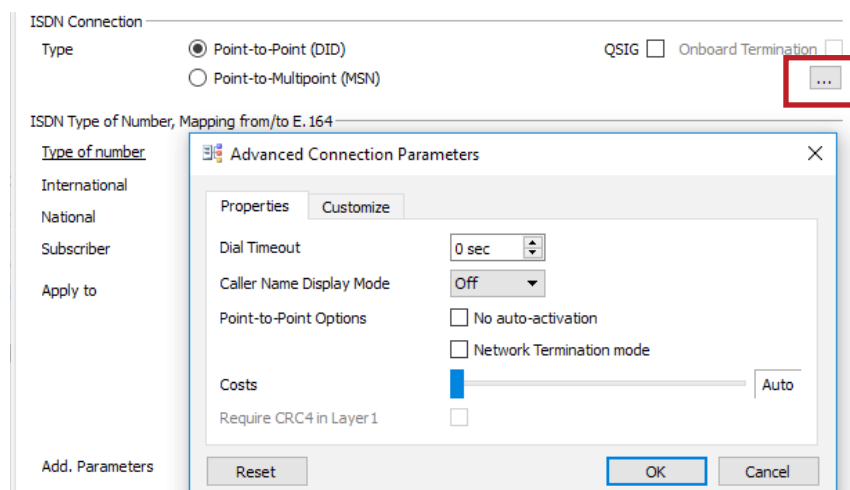 ISDN Connection
Type Point-to-Point (DID) QSIG Onboard Termination
Point-to-Multipoint (MSN) ...
ISDN Type of Number, Mapping from/to E.164
Type of number
Advanced Connection Parameters
International
Properties Customize
National
Subscriber
Dial Timeout 0 sec
Apply to
Caller Name Display Mode Off
Point-to-Point Options No auto-activation
Network Termination mode
Costs Auto
Require CRC4 in Layer1
Add. Parameters
Reset OK Cancel